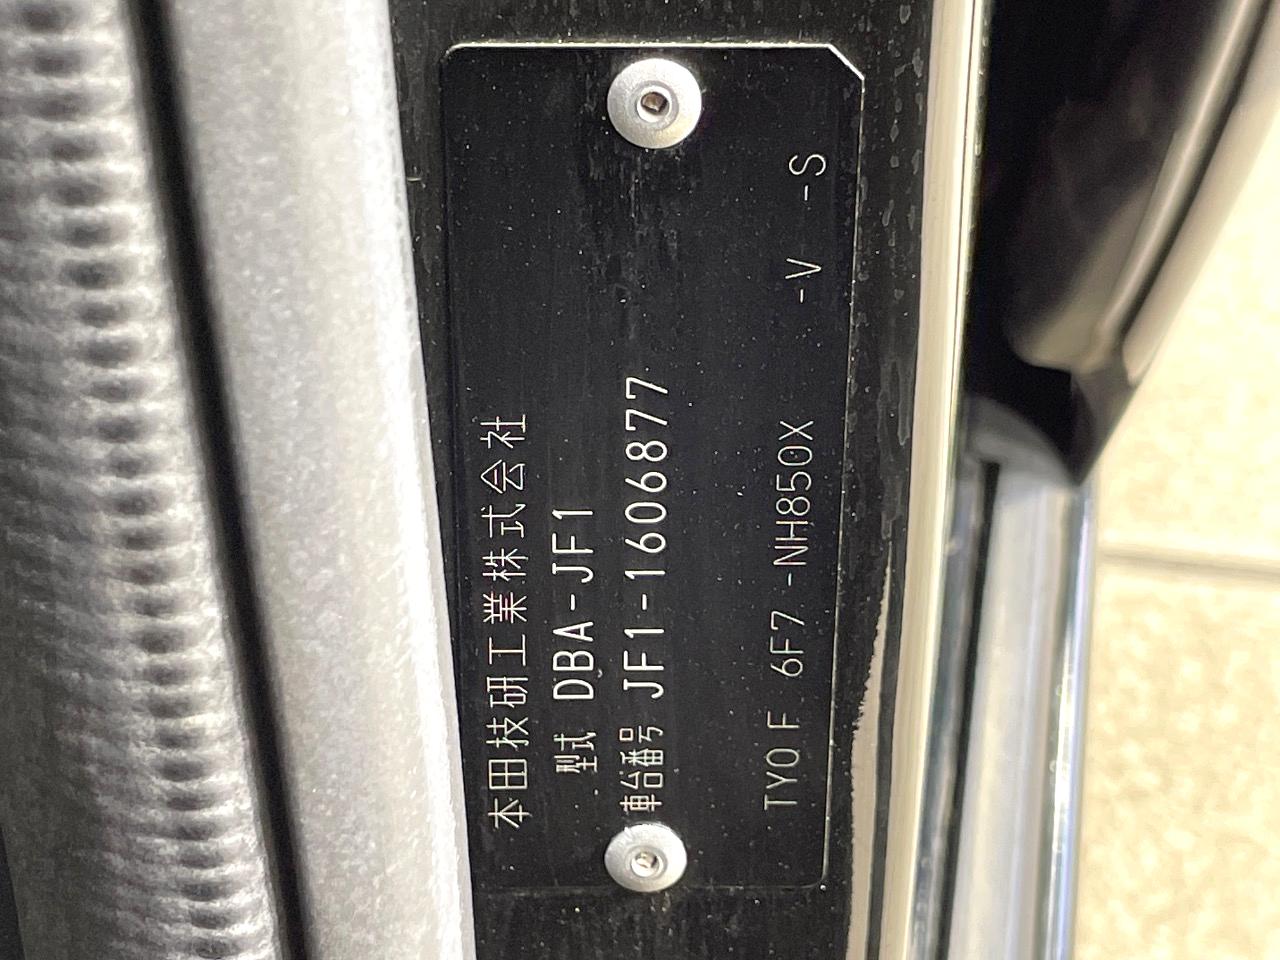 本田技研工業株式会社
型式 DBA-JF1
車台番号 JF1-1606877
TY0F 6F7 -NH850X -V -S